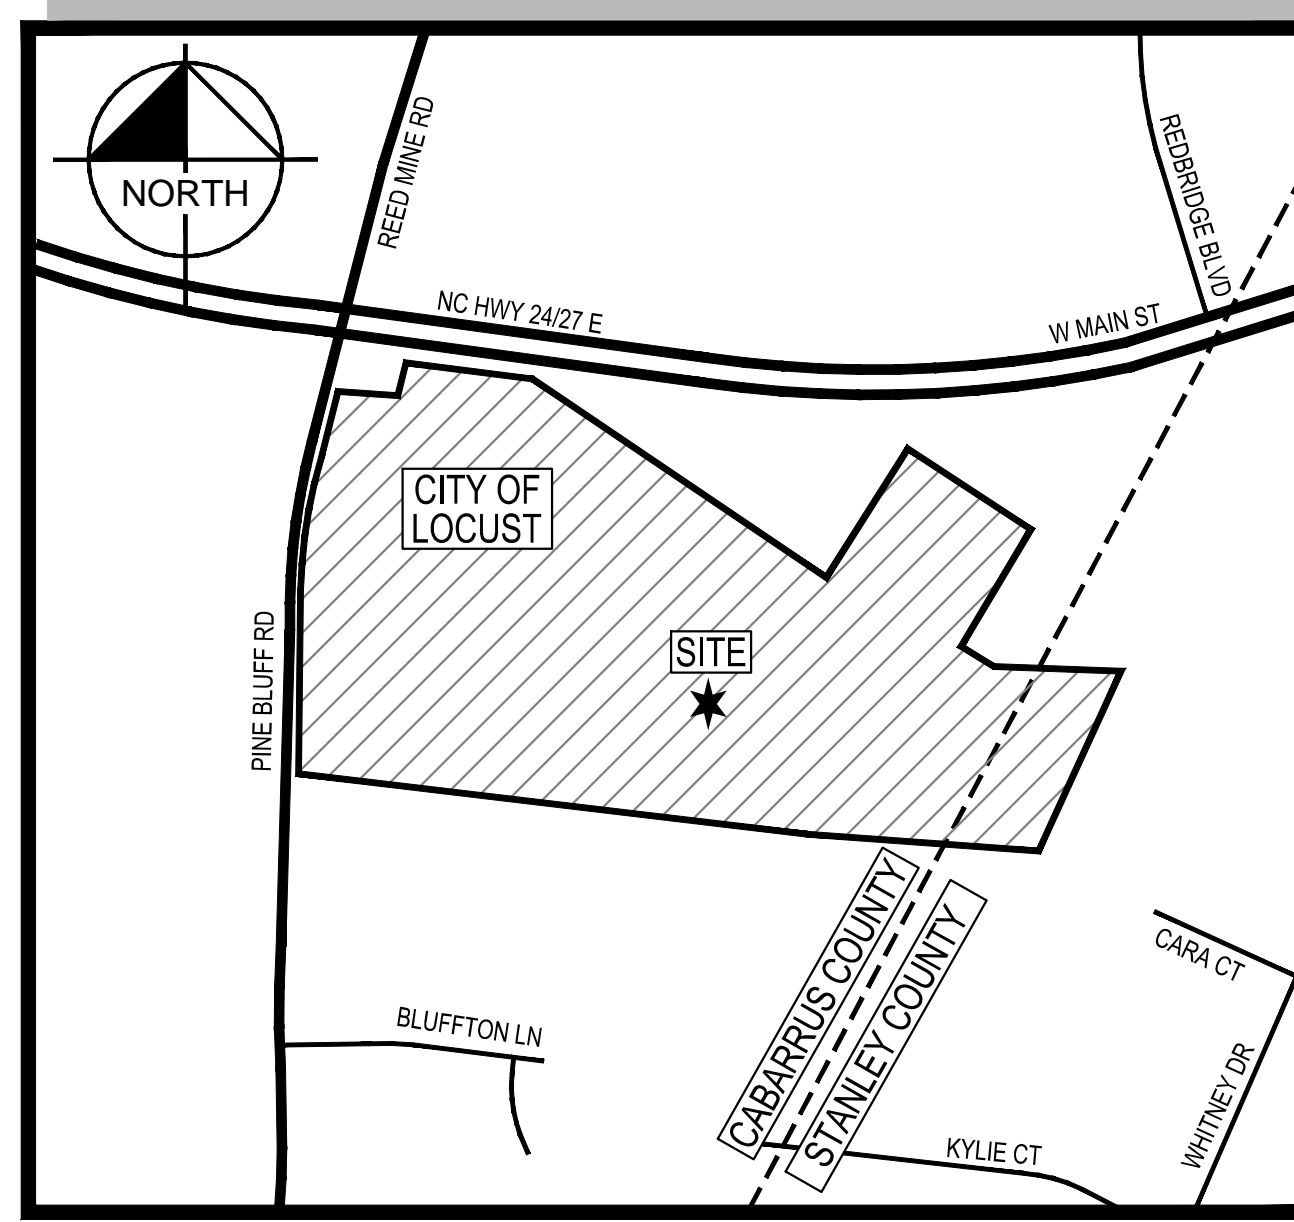 NORTH
REED MINE RD
REDBRIDGE BLVD
NC HWY 24/27 E
W MAIN ST
CITY OF
LOCUST
SITE
PINE BLUFF RD
CABARRUS COUNTY
STANLEY COUNTY
CARA CT
BLUFFTON LN
WHITNEY DR
KYLIE CT